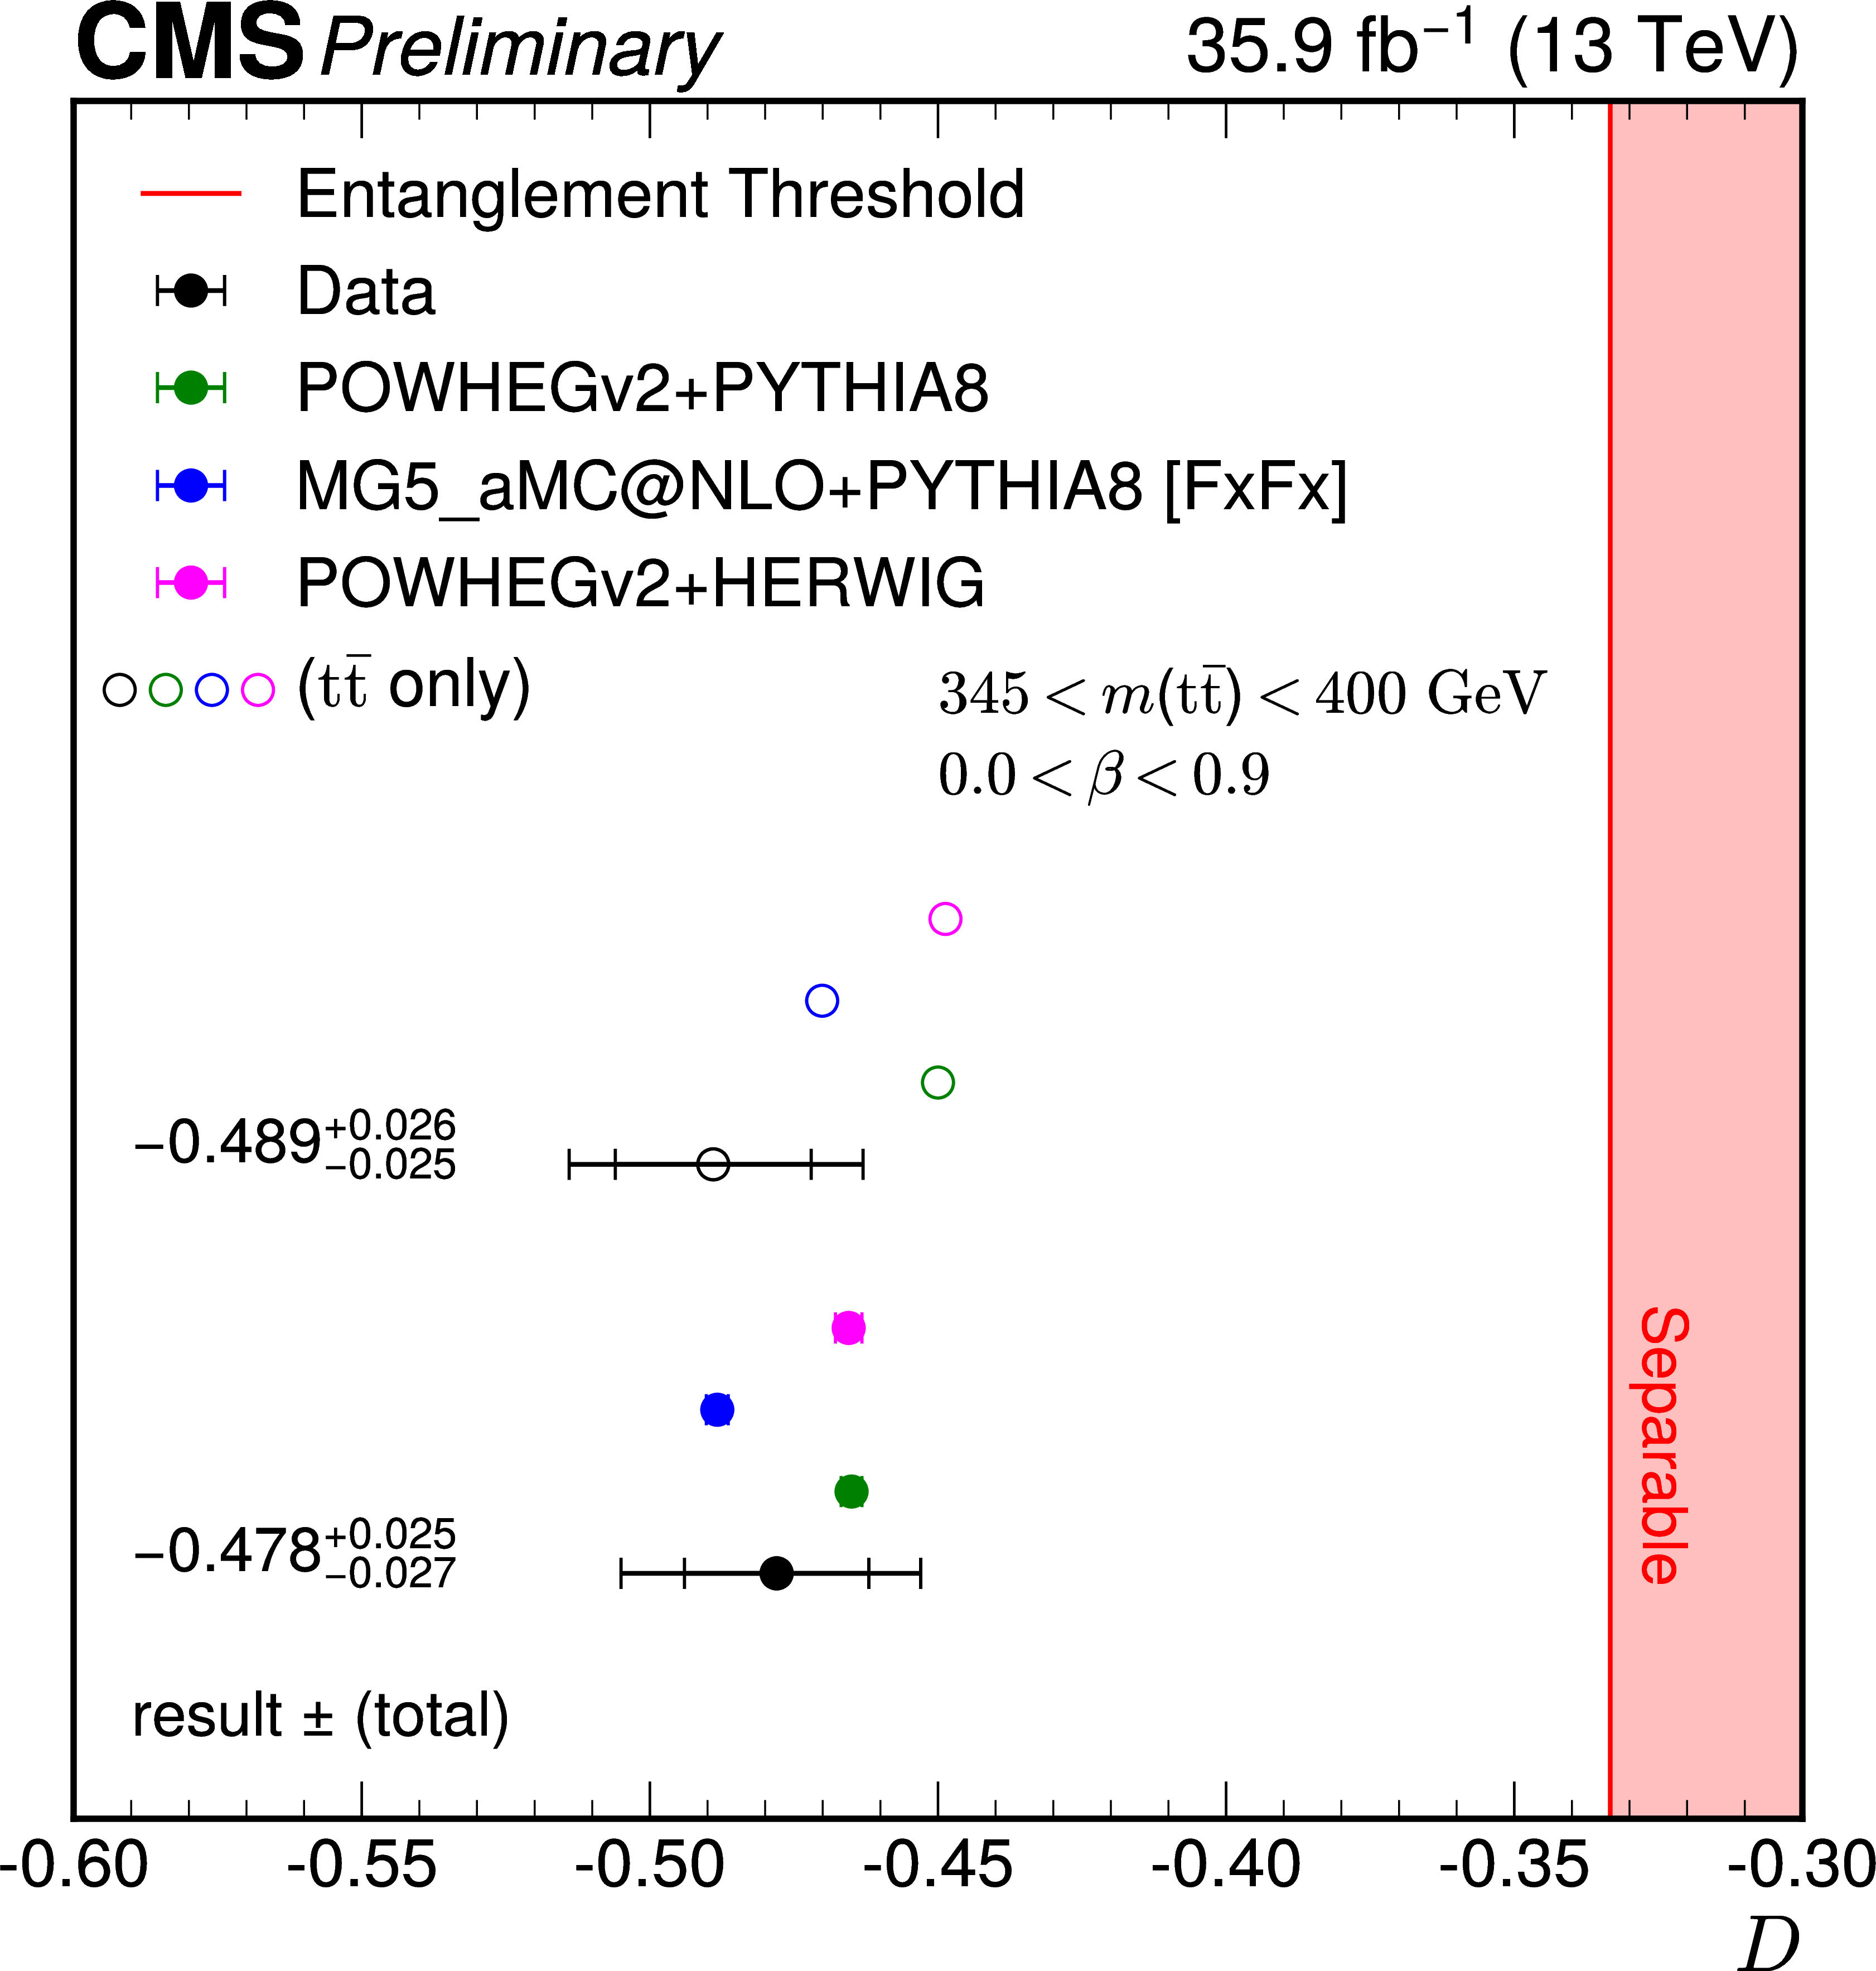 CMS Preliminary 35.9 fb⁻¹ (13 TeV)
Entanglement Threshold
Data
POWHEGv2+PYTHIA8
MG5_aMC@NLO+PYTHIA8 [FxFx]
POWHEGv2+HERWIG
(tt̄ only)
345 < m(tt̄) < 400 GeV
0.0 < β < 0.9
−0.489 +0.026 −0.025
−0.478 +0.025 −0.027
Separable
result ± (total)
-0.60 -0.55 -0.50 -0.45 -0.40 -0.35 -0.30
D